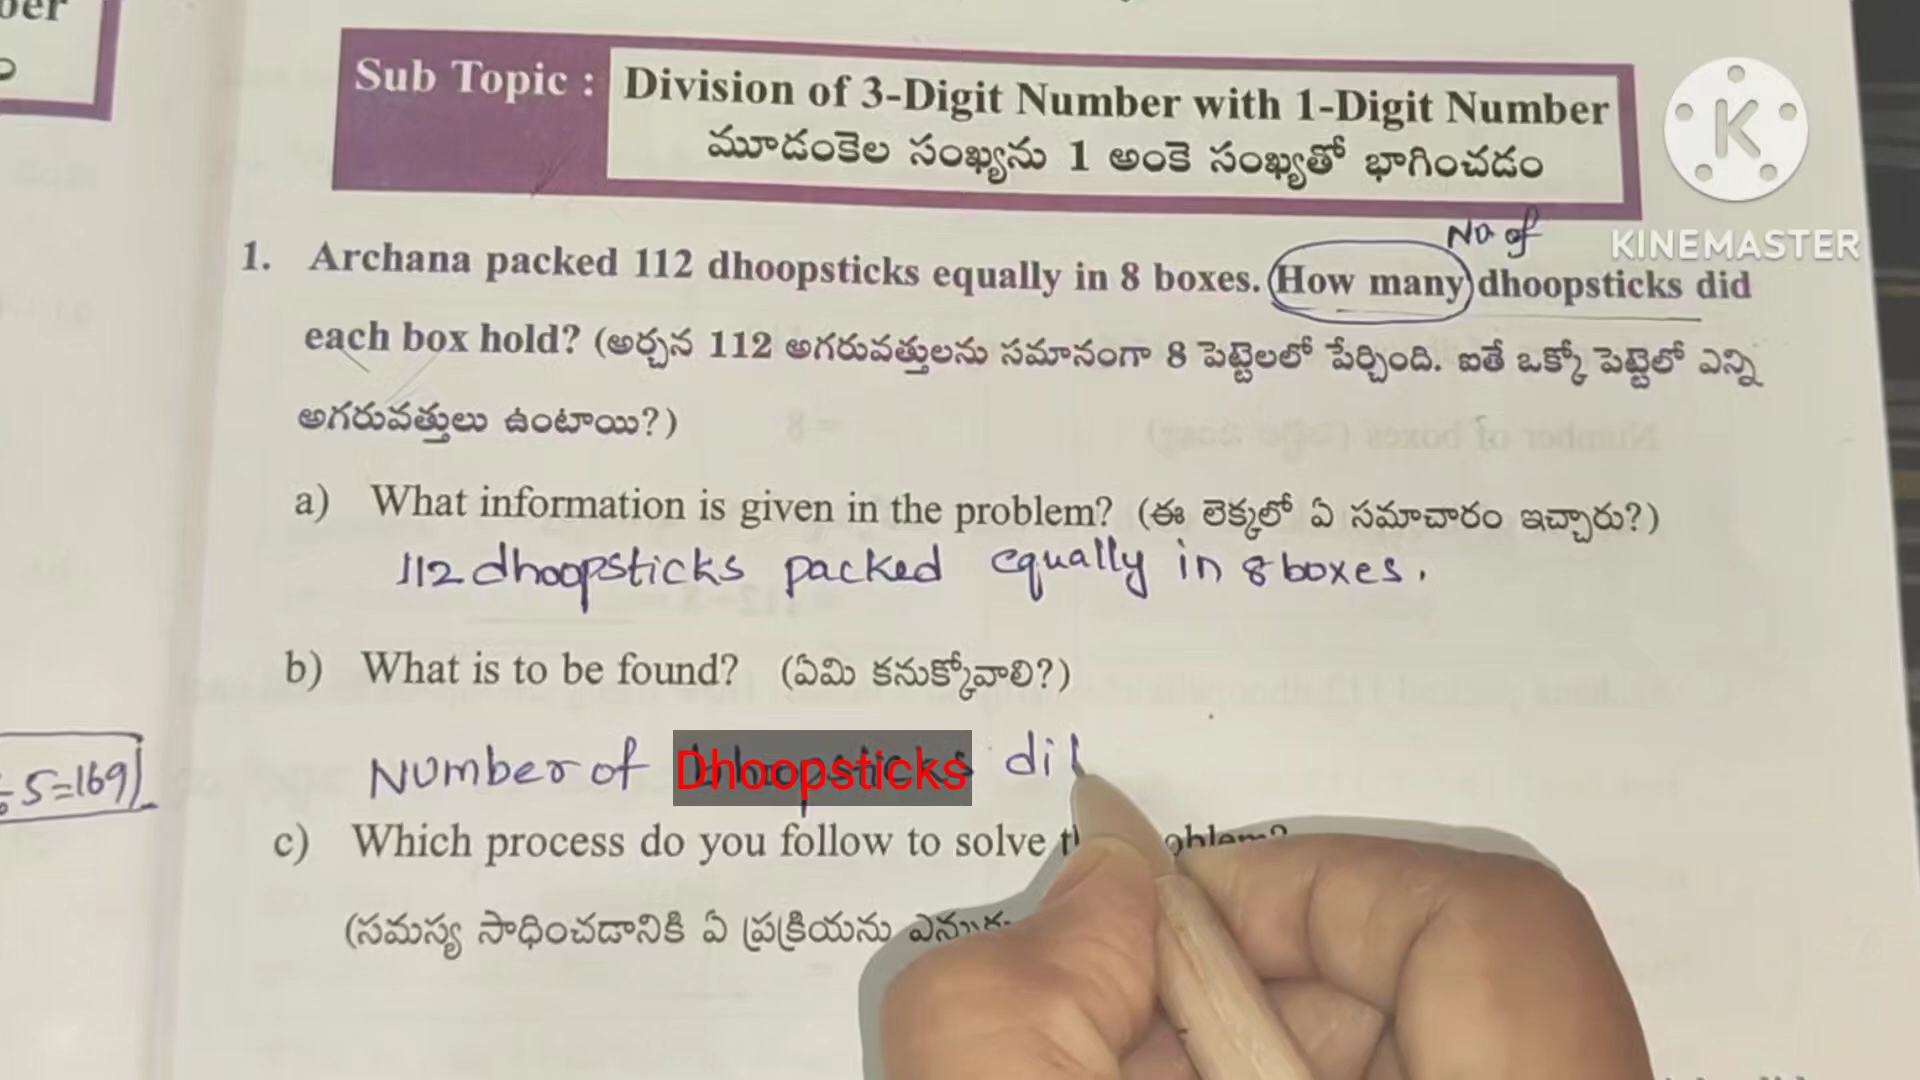 Sub Topic : Division of 3-Digit Number with 1-Digit Number
మూడంకెల సంఖ్యను 1 అంకె సంఖ్యతో భాగించడం
KINEMASTER
No of
1. Archana packed 112 dhoopsticks equally in 8 boxes. How many dhoopsticks did
each box hold? (అర్చన 112 అగరువత్తులను సమానంగా 8 పెట్టెలలో పేర్చింది. ఐతే ఒక్కో పెట్టెలో ఎన్ని
అగరువత్తులు ఉంటాయి?)
a) What information is given in the problem? (ఈ లెక్కలో ఏ సమాచారం ఇచ్చారు?)
112 dhoopsticks packed equally in 8 boxes.
b) What is to be found? (ఏమి కనుక్కోవాలి?)
Number of Dhoopsticks
÷ 5=169
c) Which process do you follow to solve
(సమస్య సాధించడానికి ఏ ప్రక్రియను